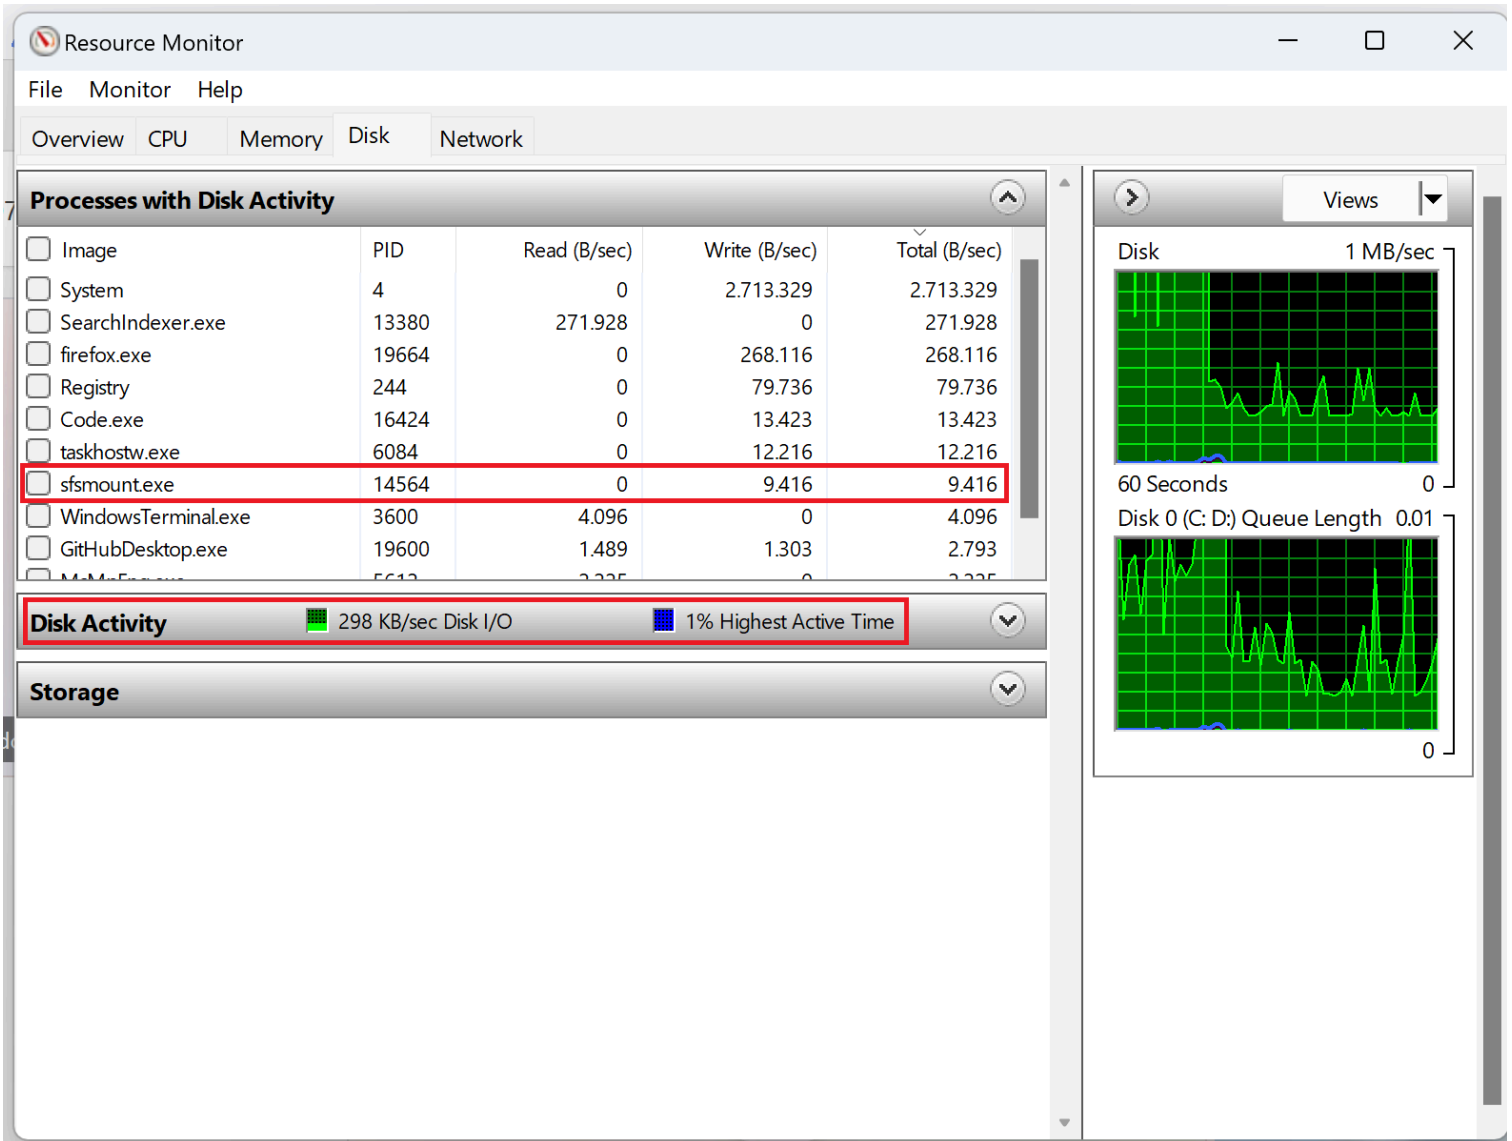 Resource Monitor
File Monitor Help
Overview CPU Memory Disk Network
Processes with Disk Activity
Image PID Read (B/sec) Write (B/sec) Total (B/sec)
System 4 0 2.713.329 2.713.329
SearchIndexer.exe 13380 271.928 0 271.928
firefox.exe 19664 0 268.116 268.116
Registry 244 0 79.736 79.736
Code.exe 16424 0 13.423 13.423
taskhostw.exe 6084 0 12.216 12.216
sfsmount.exe 14564 0 9.416 9.416
WindowsTerminal.exe 3600 4.096 0 4.096
GitHubDesktop.exe 19600 1.489 1.303 2.793
Disk Activity 298 KB/sec Disk I/O 1% Highest Active Time
Storage
Views
Disk 1 MB/sec
60 Seconds 0
Disk 0 (C: D:) Queue Length 0.01
0